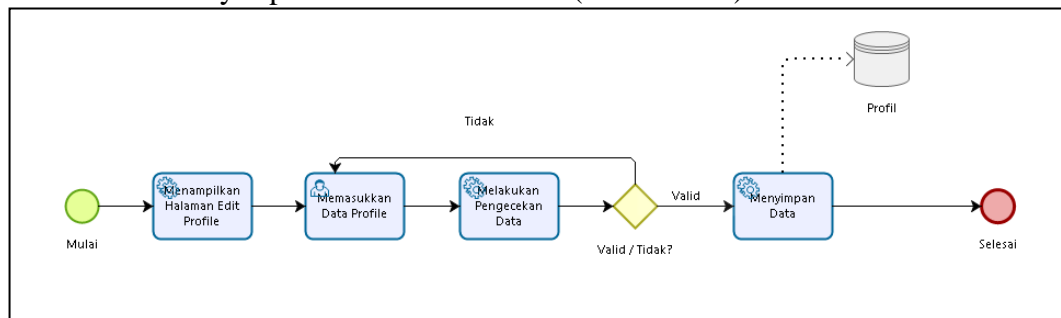 Tidak
Profil
Menampilkan
Halaman Edit
Profile
Memasukkan
Data Profile
Melakukan
Pengecekan
Data
Valid
Menyimpan
Data
Mulai
Valid / Tidak?
Selesai